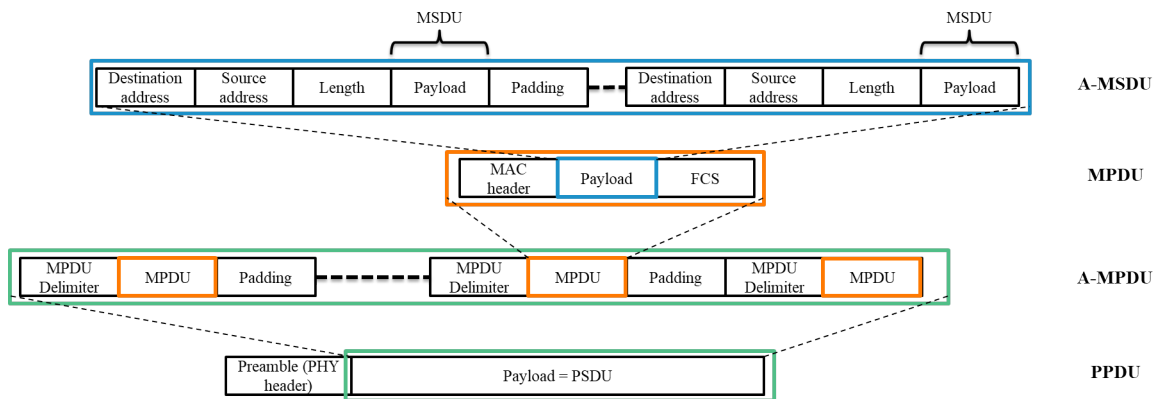 MSDU
MSDU
Destination address
Source address
Length
Payload
Padding
Destination address
Source address
Length
Payload
A-MSDU
MAC header
Payload
FCS
MPDU
MPDU Delimiter
MPDU
Padding
MPDU Delimiter
MPDU
Padding
MPDU Delimiter
MPDU
A-MPDU
Preamble (PHY header)
Payload = PSDU
PPDU